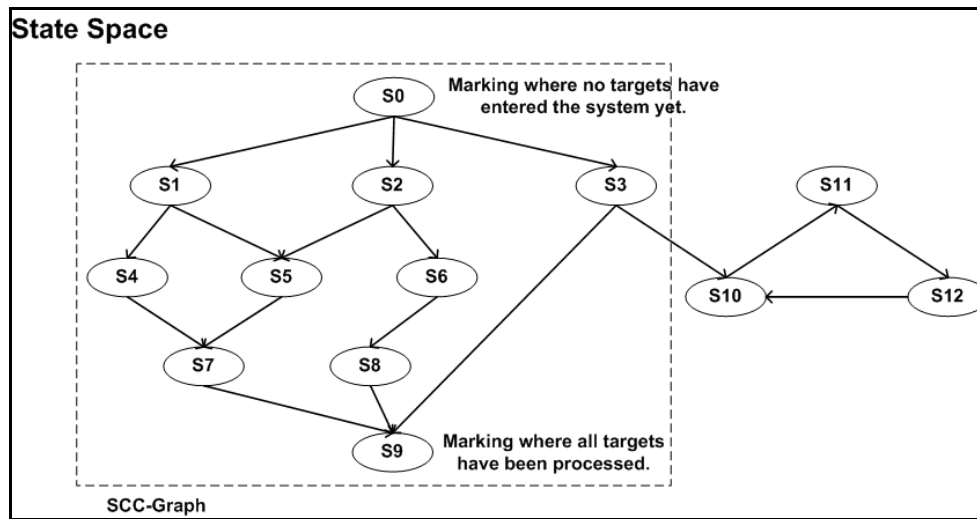 State Space
S0
Marking where no targets have
entered the system yet.
S1
S2
S3
S11
S4
S5
S6
S10
S12
S7
S8
S9
Marking where all targets
have been processed.
SCC-Graph